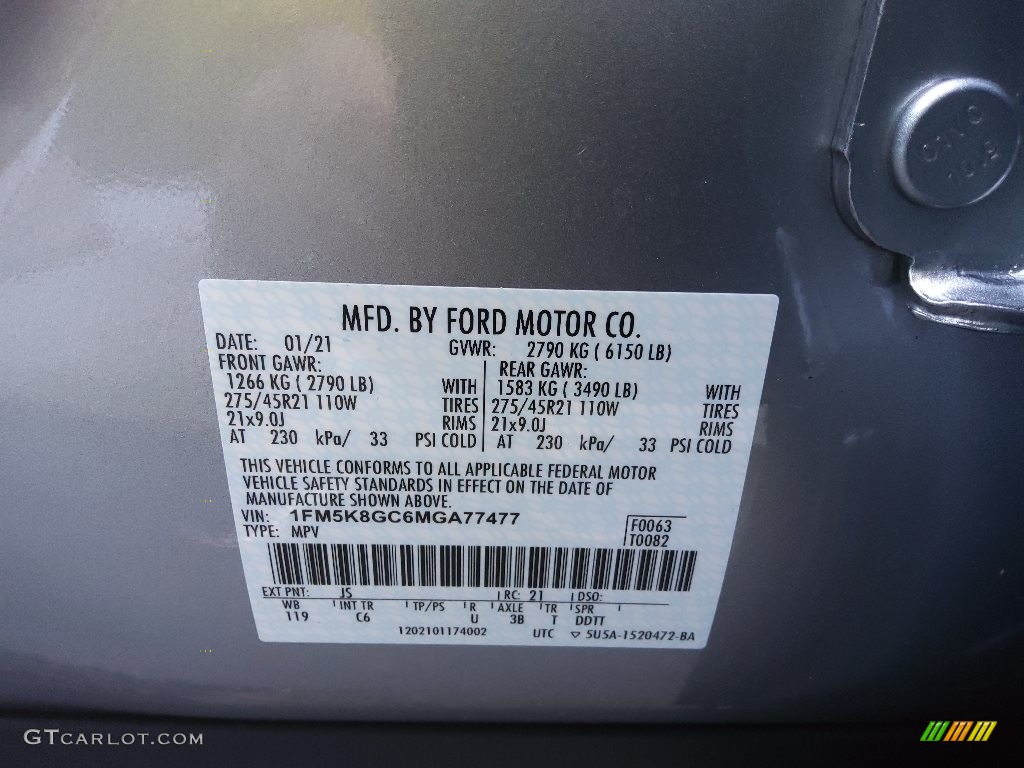 MFD. BY FORD MOTOR CO.
DATE: 01/21 GVWR: 2790 KG ( 6150 LB)
FRONT GAWR: REAR GAWR:
1266 KG ( 2790 LB) WITH 1583 KG ( 3490 LB) WITH
275/45R21 110W TIRES 275/45R21 110W TIRES
21x9.0J RIMS 21x9.0J RIMS
AT 230 kPa/ 33 PSI COLD AT 230 kPa/ 33 PSI COLD
THIS VEHICLE CONFORMS TO ALL APPLICABLE FEDERAL MOTOR
VEHICLE SAFETY STANDARDS IN EFFECT ON THE DATE OF
MANUFACTURE SHOWN ABOVE.
VIN: 1FM5K8GC6MGA77477
TYPE: MPV
F0063
T0082
EXT PNT: JS RC: 21 DSO:
WB INT TR TP/PS R AXLE TR SPR
119 C6 U 3B T DDTT
1202101174002 UTC ▽ 5U5A-1520472-BA
GTCARLOT.COM